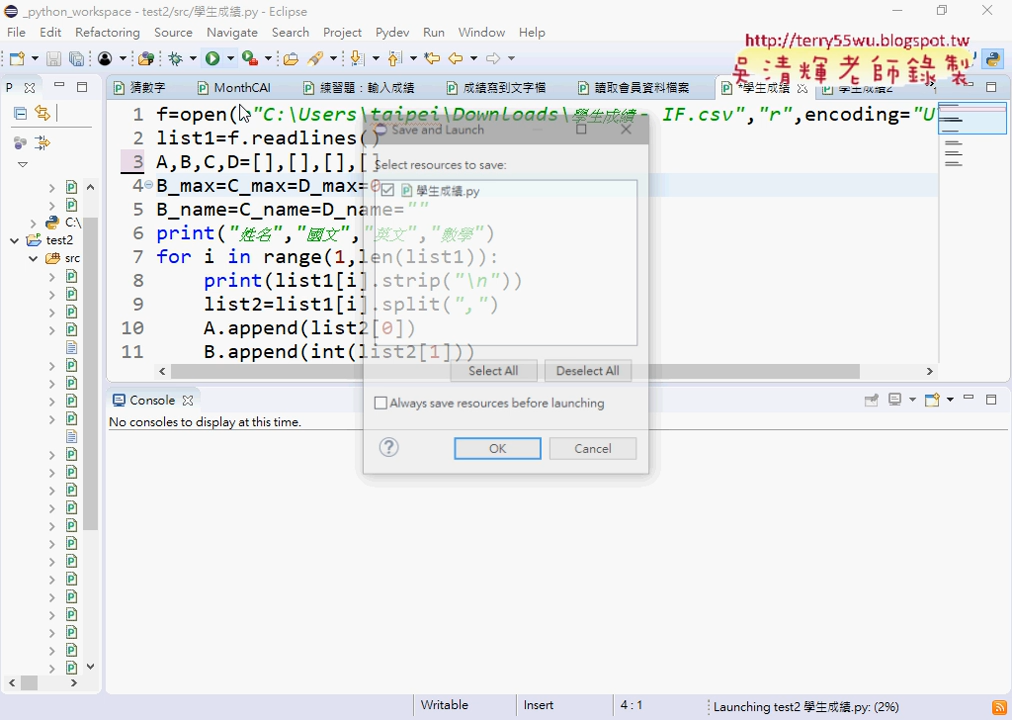 _python_workspace - test2/src/學生成績.py - Eclipse
File Edit Refactoring Source Navigate Search Project Pydev Run Window Help
http://terry55wu.blogspot.tw
吳清輝老師錄製
P 猜數字 MonthCAl 練習題：輸入成績 成績寫到文字檔 讀取會員資料檔案 *學生成績 學生成績2
1 f=open("C:\Users\taipei\Downloads\學生成績- IF.csv","r",encoding="U
2 list1=f.readlines()
3 A,B,C,D=[],[],[],[
4 B_max=C_max=D_max=0
5 B_name=C_name=D_name=""
6 print("姓名","國文","英文","數學")
7 for i in range(1,len(list1)):
8 print(list1[i].strip("\n"))
9 list2=list1[i].split(",")
10 A.append(list2[0])
11 B.append(int(list2[1]))
C:\
test2
src
Save and Launch
Select resources to save:
學生成績.py
Select All Deselect All
Always save resources before launching
OK Cancel
Console
No consoles to display at this time.
Writable Insert 4 : 1 Launching test2 學生成績.py: (2%)